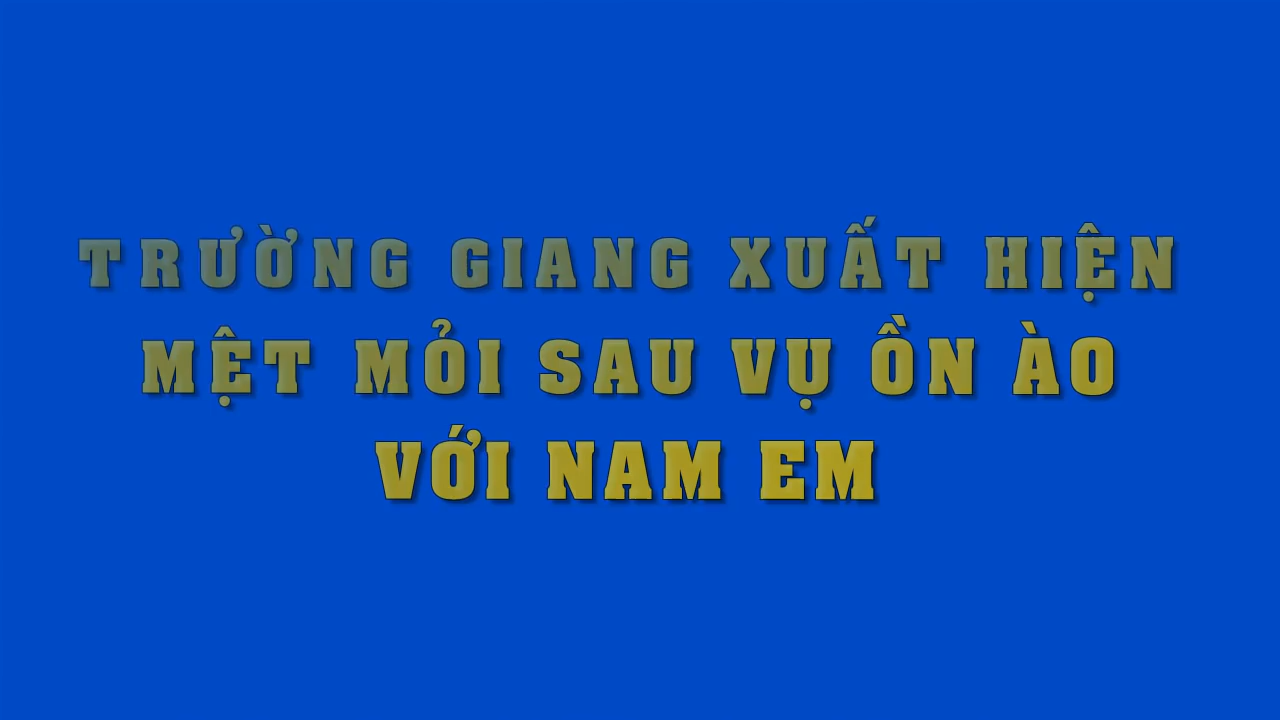 TRƯỜNG GIANG XUẤT HIỆN
MỆT MỎI SAU VỤ ỒN ÀO
VỚI NAM EM